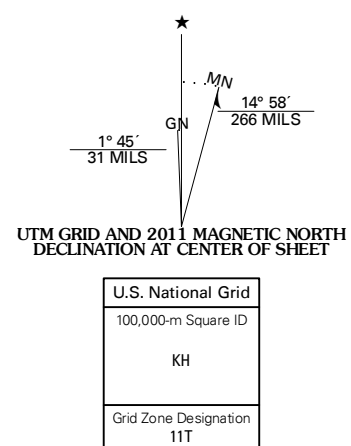 ★
MN
GN
14° 58´
266 MILS
1° 45´
31 MILS
UTM GRID AND 2011 MAGNETIC NORTH
DECLINATION AT CENTER OF SHEET
U.S. National Grid
100,000-m Square ID
KH
Grid Zone Designation
11T